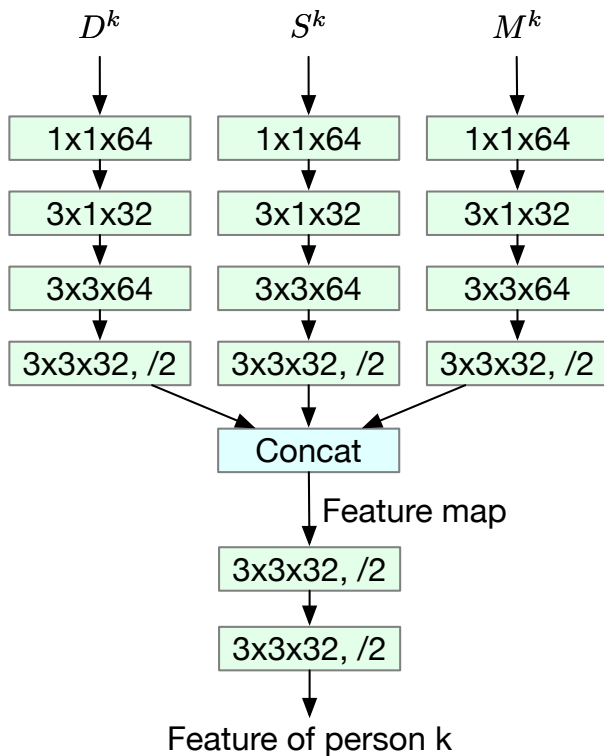 D^k S^k M^k
1x1x64 1x1x64 1x1x64
3x1x32 3x1x32 3x1x32
3x3x64 3x3x64 3x3x64
3x3x32, /2 3x3x32, /2 3x3x32, /2
Concat
Feature map
3x3x32, /2
3x3x32, /2
Feature of person k